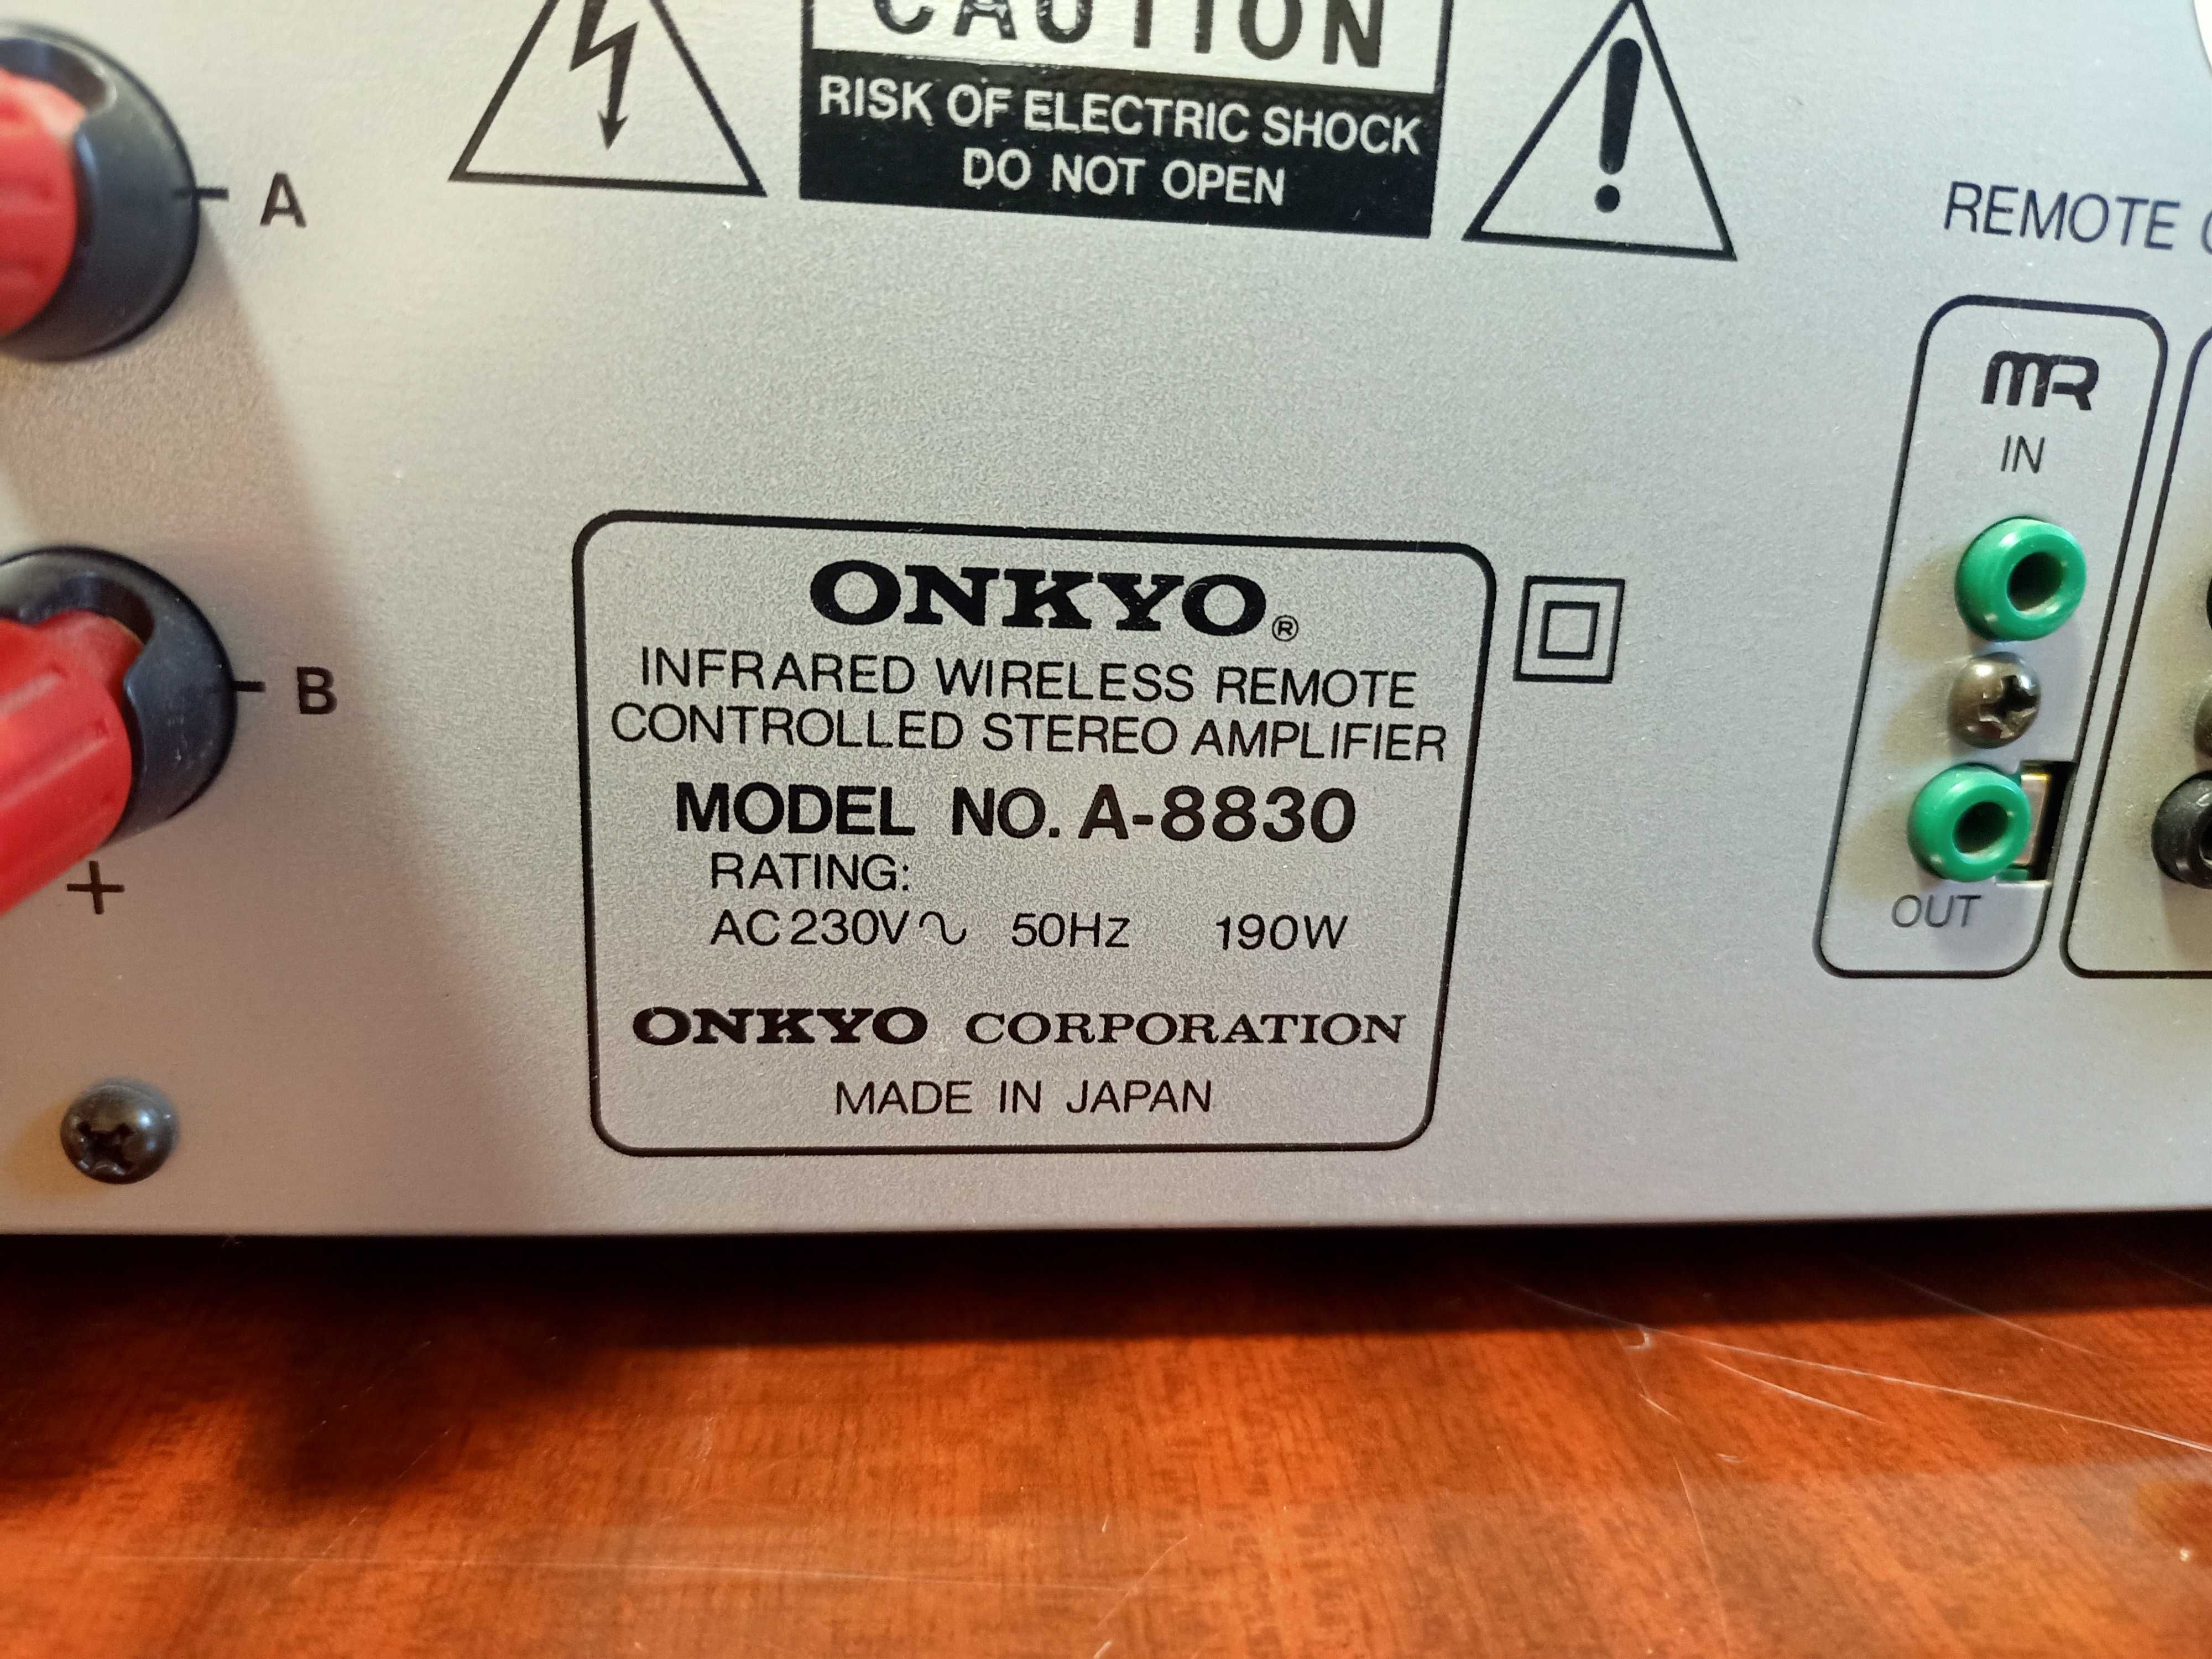 CAUTION
RISK OF ELECTRIC SHOCK
DO NOT OPEN
A
REMOTE
MR
IN
B
ONKYO®
INFRARED WIRELESS REMOTE
CONTROLLED STEREO AMPLIFIER
MODEL NO. A-8830
RATING:
AC 230V~ 50Hz 190W
+
OUT
ONKYO CORPORATION
MADE IN JAPAN